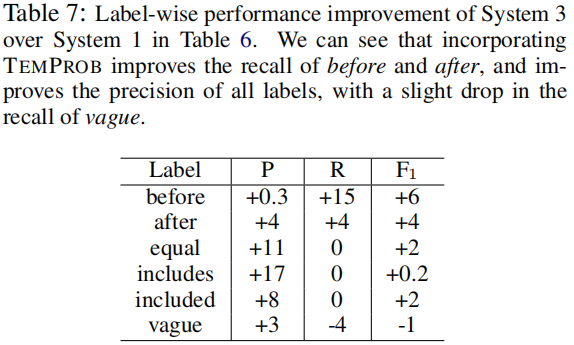 Table 7: Label-wise performance improvement of System 3
over System 1 in Table 6. We can see that incorporating
TEMPROB improves the recall of before and after, and im-
proves the precision of all labels, with a slight drop in the
recall of vague.
Label P R F1
before +0.3 +15 +6
after +4 +4 +4
equal +11 0 +2
includes +17 0 +0.2
included +8 0 +2
vague +3 -4 -1